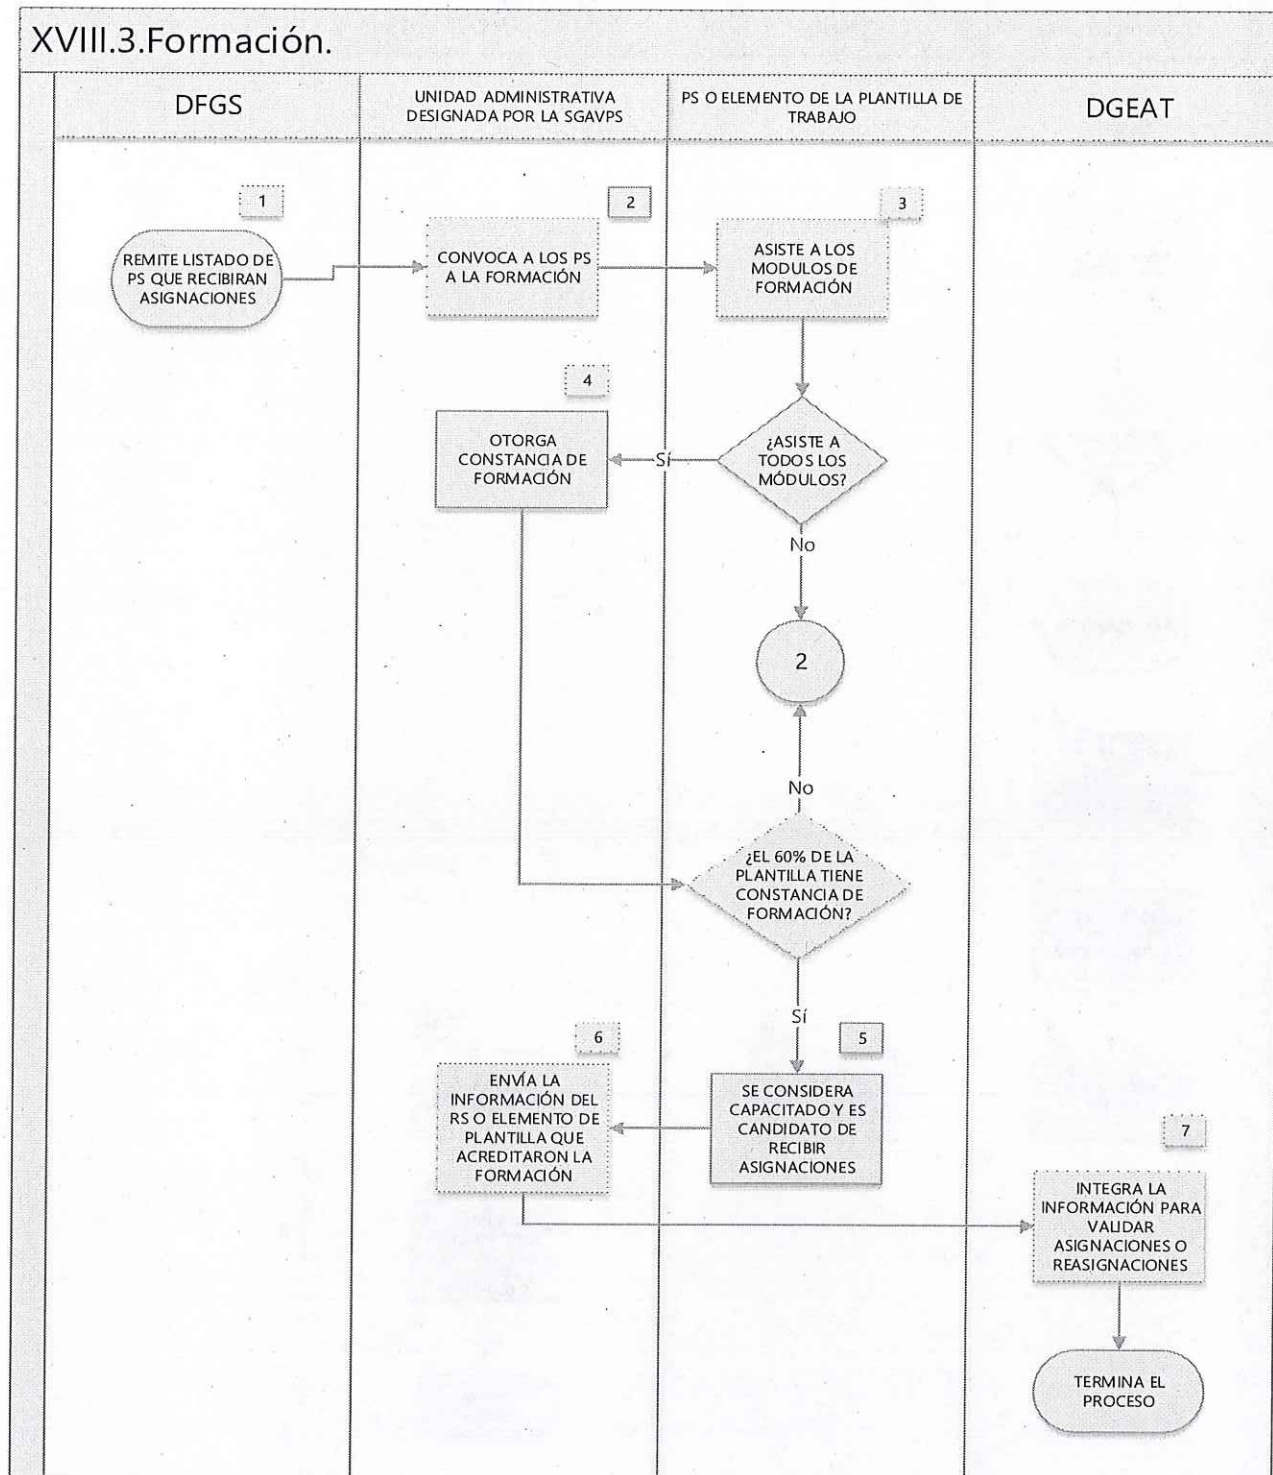 XVIII.3.Formación.
DFGS
UNIDAD ADMINISTRATIVA
DESIGNADA POR LA SGAVPS
PS O ELEMENTO DE LA PLANTILLA DE
TRABAJO
DGEAT
1
REMITE LISTADO DE
PS QUE RECIBIRAN
ASIGNACIONES
2
CONVOCA A LOS PS
A LA FORMACIÓN
3
ASISTE A LOS
MODULOS DE
FORMACIÓN
¿ASISTE A
TODOS LOS
MÓDULOS?
Sí
4
OTORGA
CONSTANCIA DE
FORMACIÓN
No
2
No
¿EL 60% DE LA
PLANTILLA TIENE
CONSTANCIA DE
FORMACIÓN?
Sí
5
SE CONSIDERA
CAPACITADO Y ES
CANDIDATO DE
RECIBIR
ASIGNACIONES
6
ENVÍA LA
INFORMACIÓN DEL
RS O ELEMENTO DE
PLANTILLA QUE
ACREDITARON LA
FORMACIÓN
7
INTEGRA LA
INFORMACIÓN PARA
VALIDAR
ASIGNACIONES O
REASIGNACIONES
TERMINA EL
PROCESO